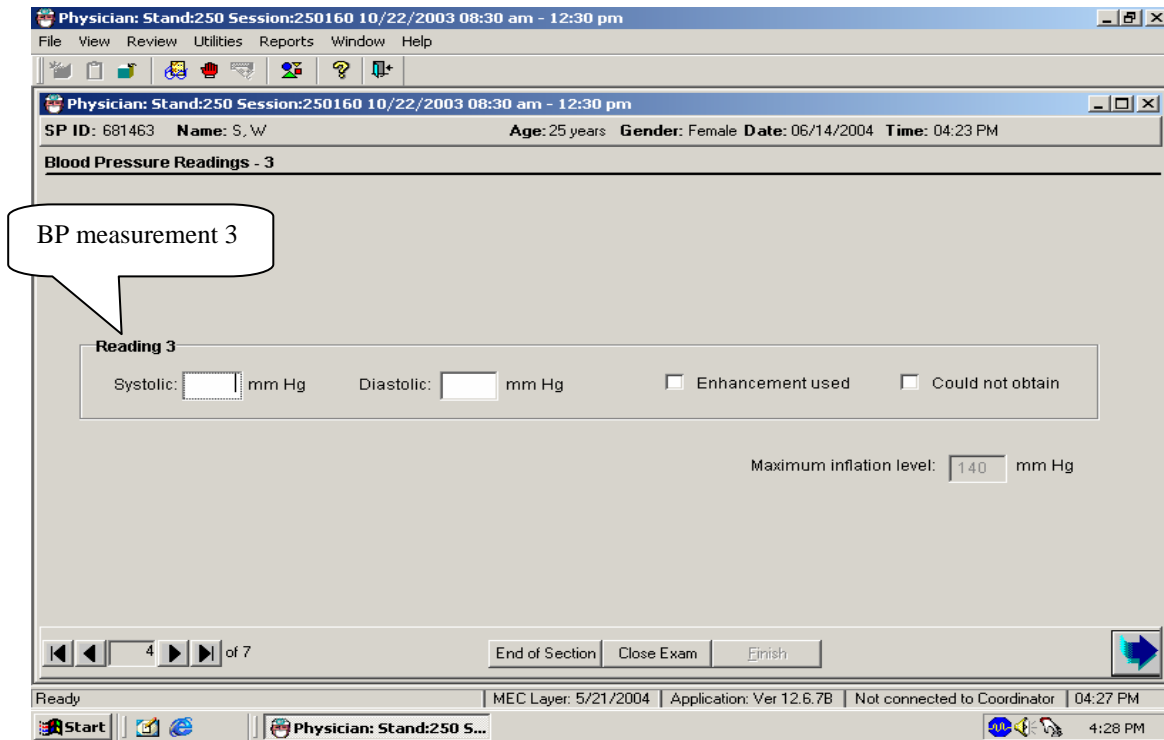 Physician: Stand:250 Session:250160 10/22/2003 08:30 am - 12:30 pm
File View Review Utilities Reports Window Help
Physician: Stand:250 Session:250160 10/22/2003 08:30 am - 12:30 pm
SP ID: 681463 Name: S, W Age: 25 years Gender: Female Date: 06/14/2004 Time: 04:23 PM
Blood Pressure Readings - 3
BP measurement 3
Reading 3
Systolic: mm Hg Diastolic: mm Hg Enhancement used Could not obtain
Maximum inflation level: 140 mm Hg
4 of 7 End of Section Close Exam Finish
Ready MEC Layer: 5/21/2004 Application: Ver 12.6.7B Not connected to Coordinator 04:27 PM
Start Physician: Stand:250 S... 4:28 PM